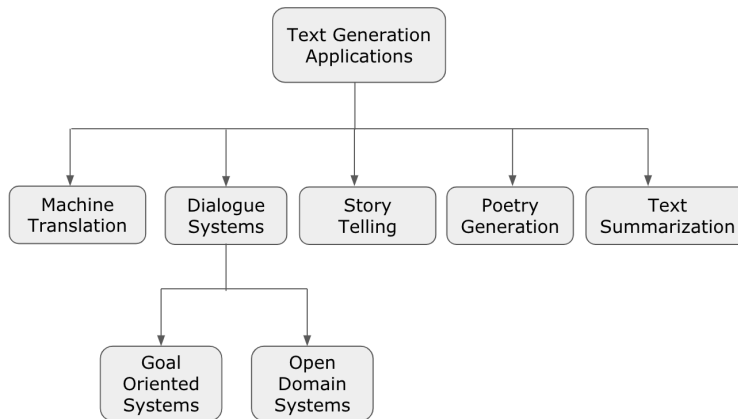 Text Generation
Applications
Machine
Translation
Dialogue
Systems
Story
Telling
Poetry
Generation
Text
Summarization
Goal
Oriented
Systems
Open
Domain
Systems